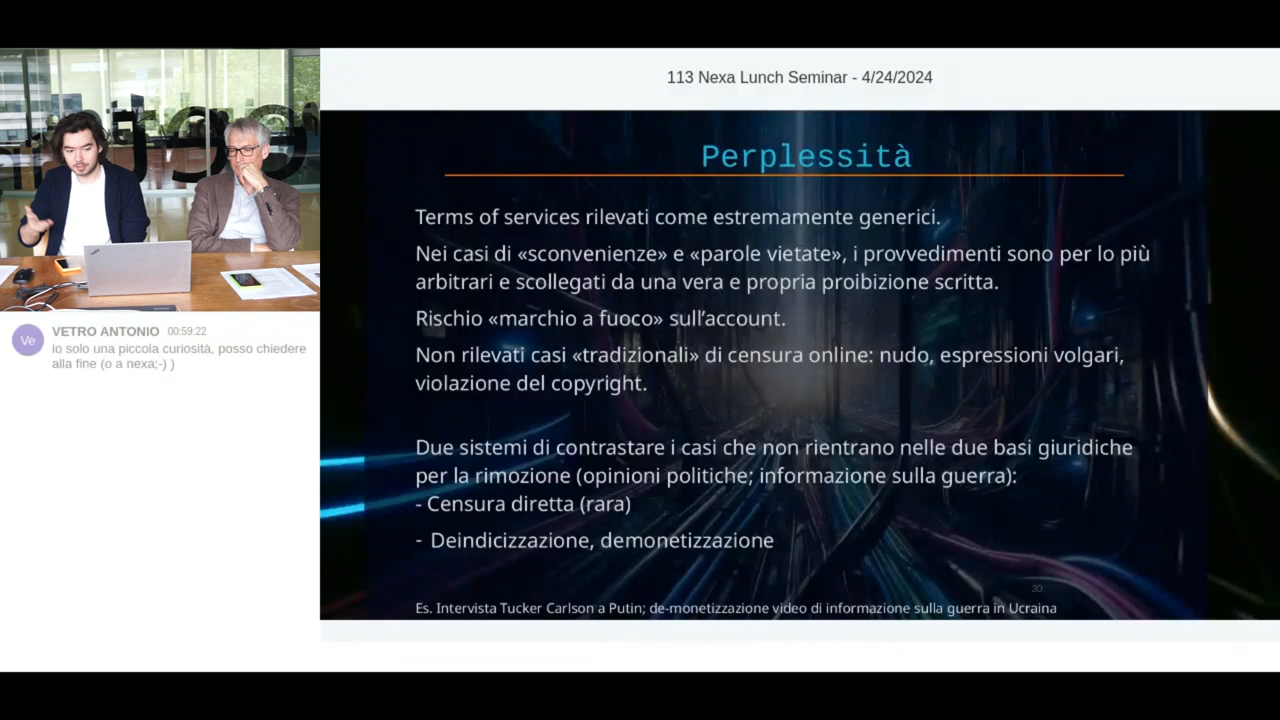 113 Nexa Lunch Seminar - 4/24/2024
Perplessità
Terms of services rilevati come estremamente generici.
Nei casi di «sconvenienze» e «parole vietate», i provvedimenti sono per lo più
arbitrari e scollegati da una vera e propria proibizione scritta.
Rischio «marchio a fuoco» sull’account.
Non rilevati casi «tradizionali» di censura online: nudo, espressioni volgari,
violazione del copyright.
Due sistemi di contrastare i casi che non rientrano nelle due basi giuridiche
per la rimozione (opinioni politiche; informazione sulla guerra):
- Censura diretta (rara)
- Deindicizzazione, demonetizzazione
30
Es. Intervista Tucker Carlson a Putin; de-monetizzazione video di informazione sulla guerra in Ucraina
Ve
VETRO ANTONIO 00:59:22
io solo una piccola curiosità, posso chiedere
alla fine (o a nexa;-) )